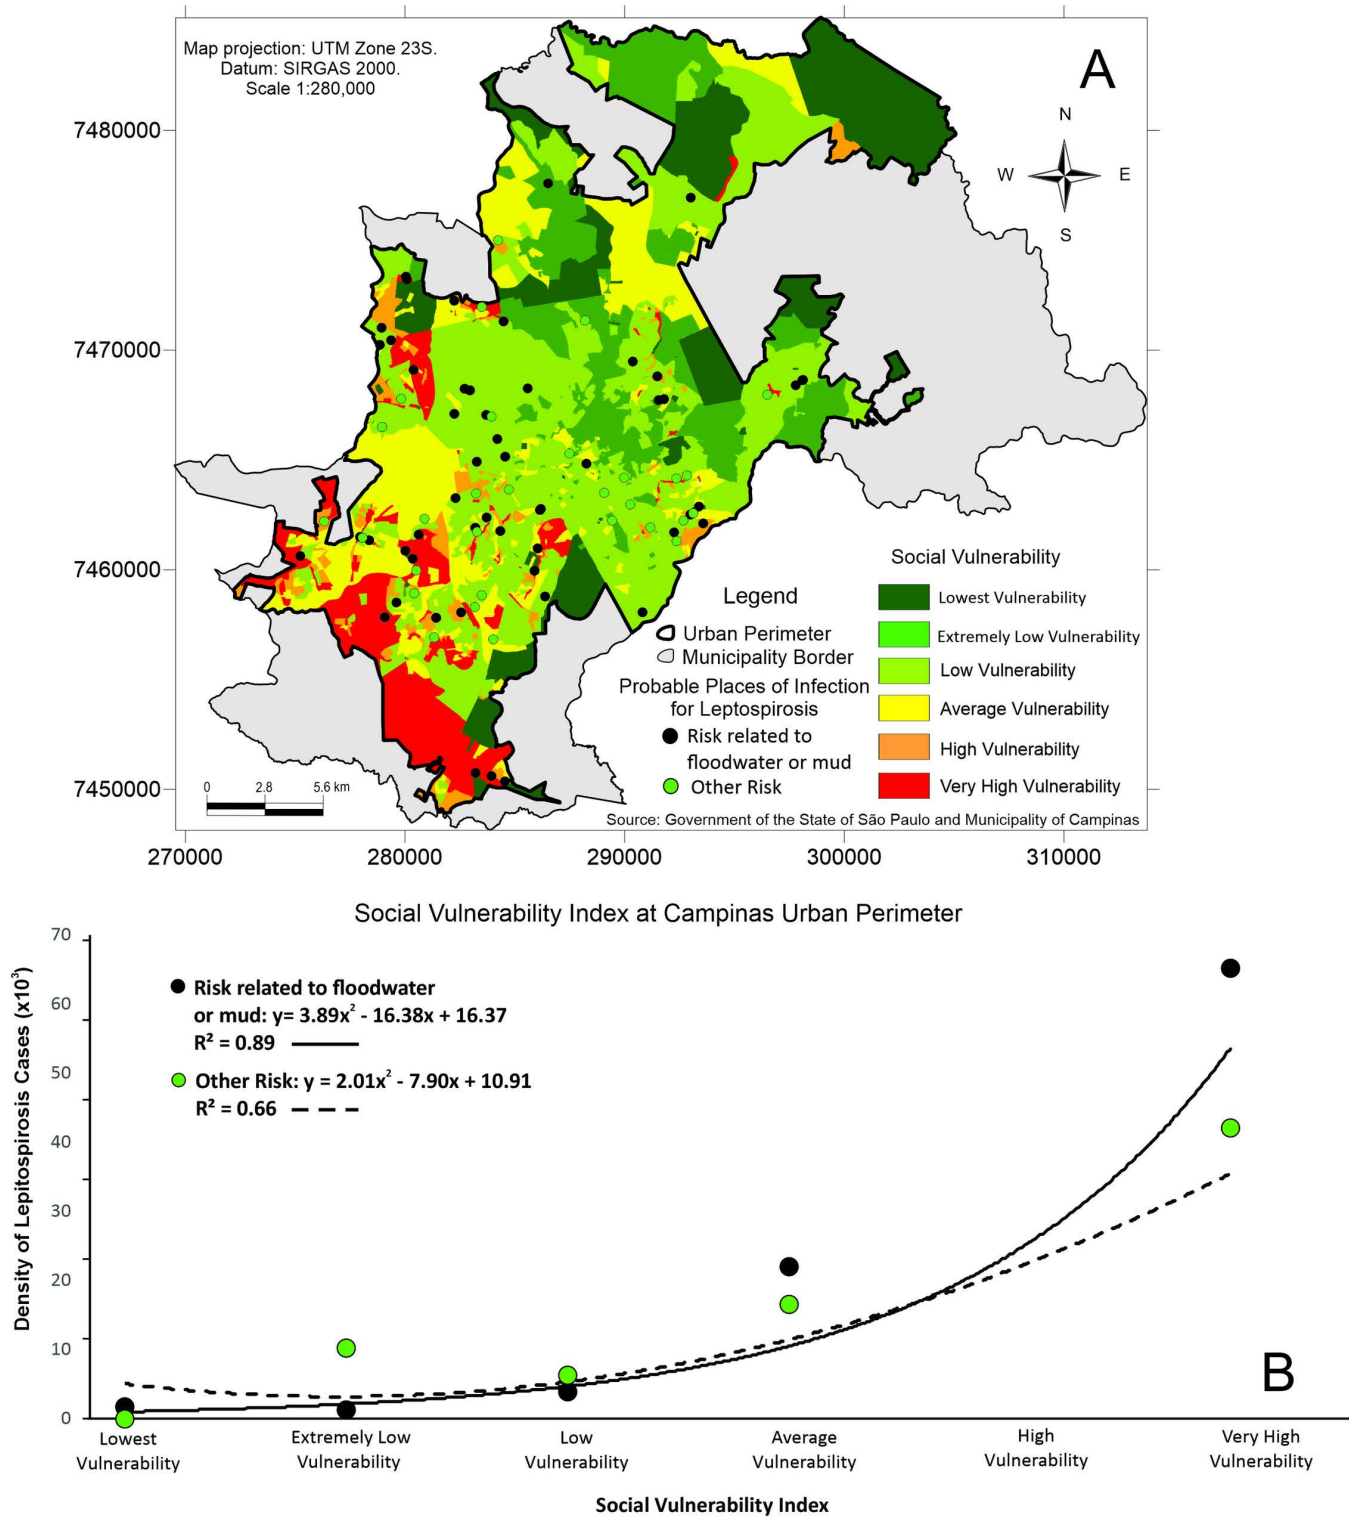 Map projection: UTM Zone 23S.
Datum: SIRGAS 2000.
Scale 1:280,000
A
N
W E
S
7480000
7470000
7460000
7450000
270000 280000 290000 300000 310000
0 2.8 5.6 km
Legend
Urban Perimeter
Municipality Border
Probable Places of Infection
for Leptospirosis
Risk related to
floodwater or mud
Other Risk
Social Vulnerability
Lowest Vulnerability
Extremely Low Vulnerability
Low Vulnerability
Average Vulnerability
High Vulnerability
Very High Vulnerability
Source: Government of the State of São Paulo and Municipality of Campinas
Social Vulnerability Index at Campinas Urban Perimeter
Density of Lepitospirosis Cases (x10³)
70
60
50
40
30
20
10
0
Risk related to floodwater
or mud: y= 3.89x² - 16.38x + 16.37
R² = 0.89
Other Risk: y = 2.01x² - 7.90x + 10.91
R² = 0.66
B
Lowest
Vulnerability
Extremely Low
Vulnerability
Low
Vulnerability
Average
Vulnerability
High
Vulnerability
Very High
Vulnerability
Social Vulnerability Index